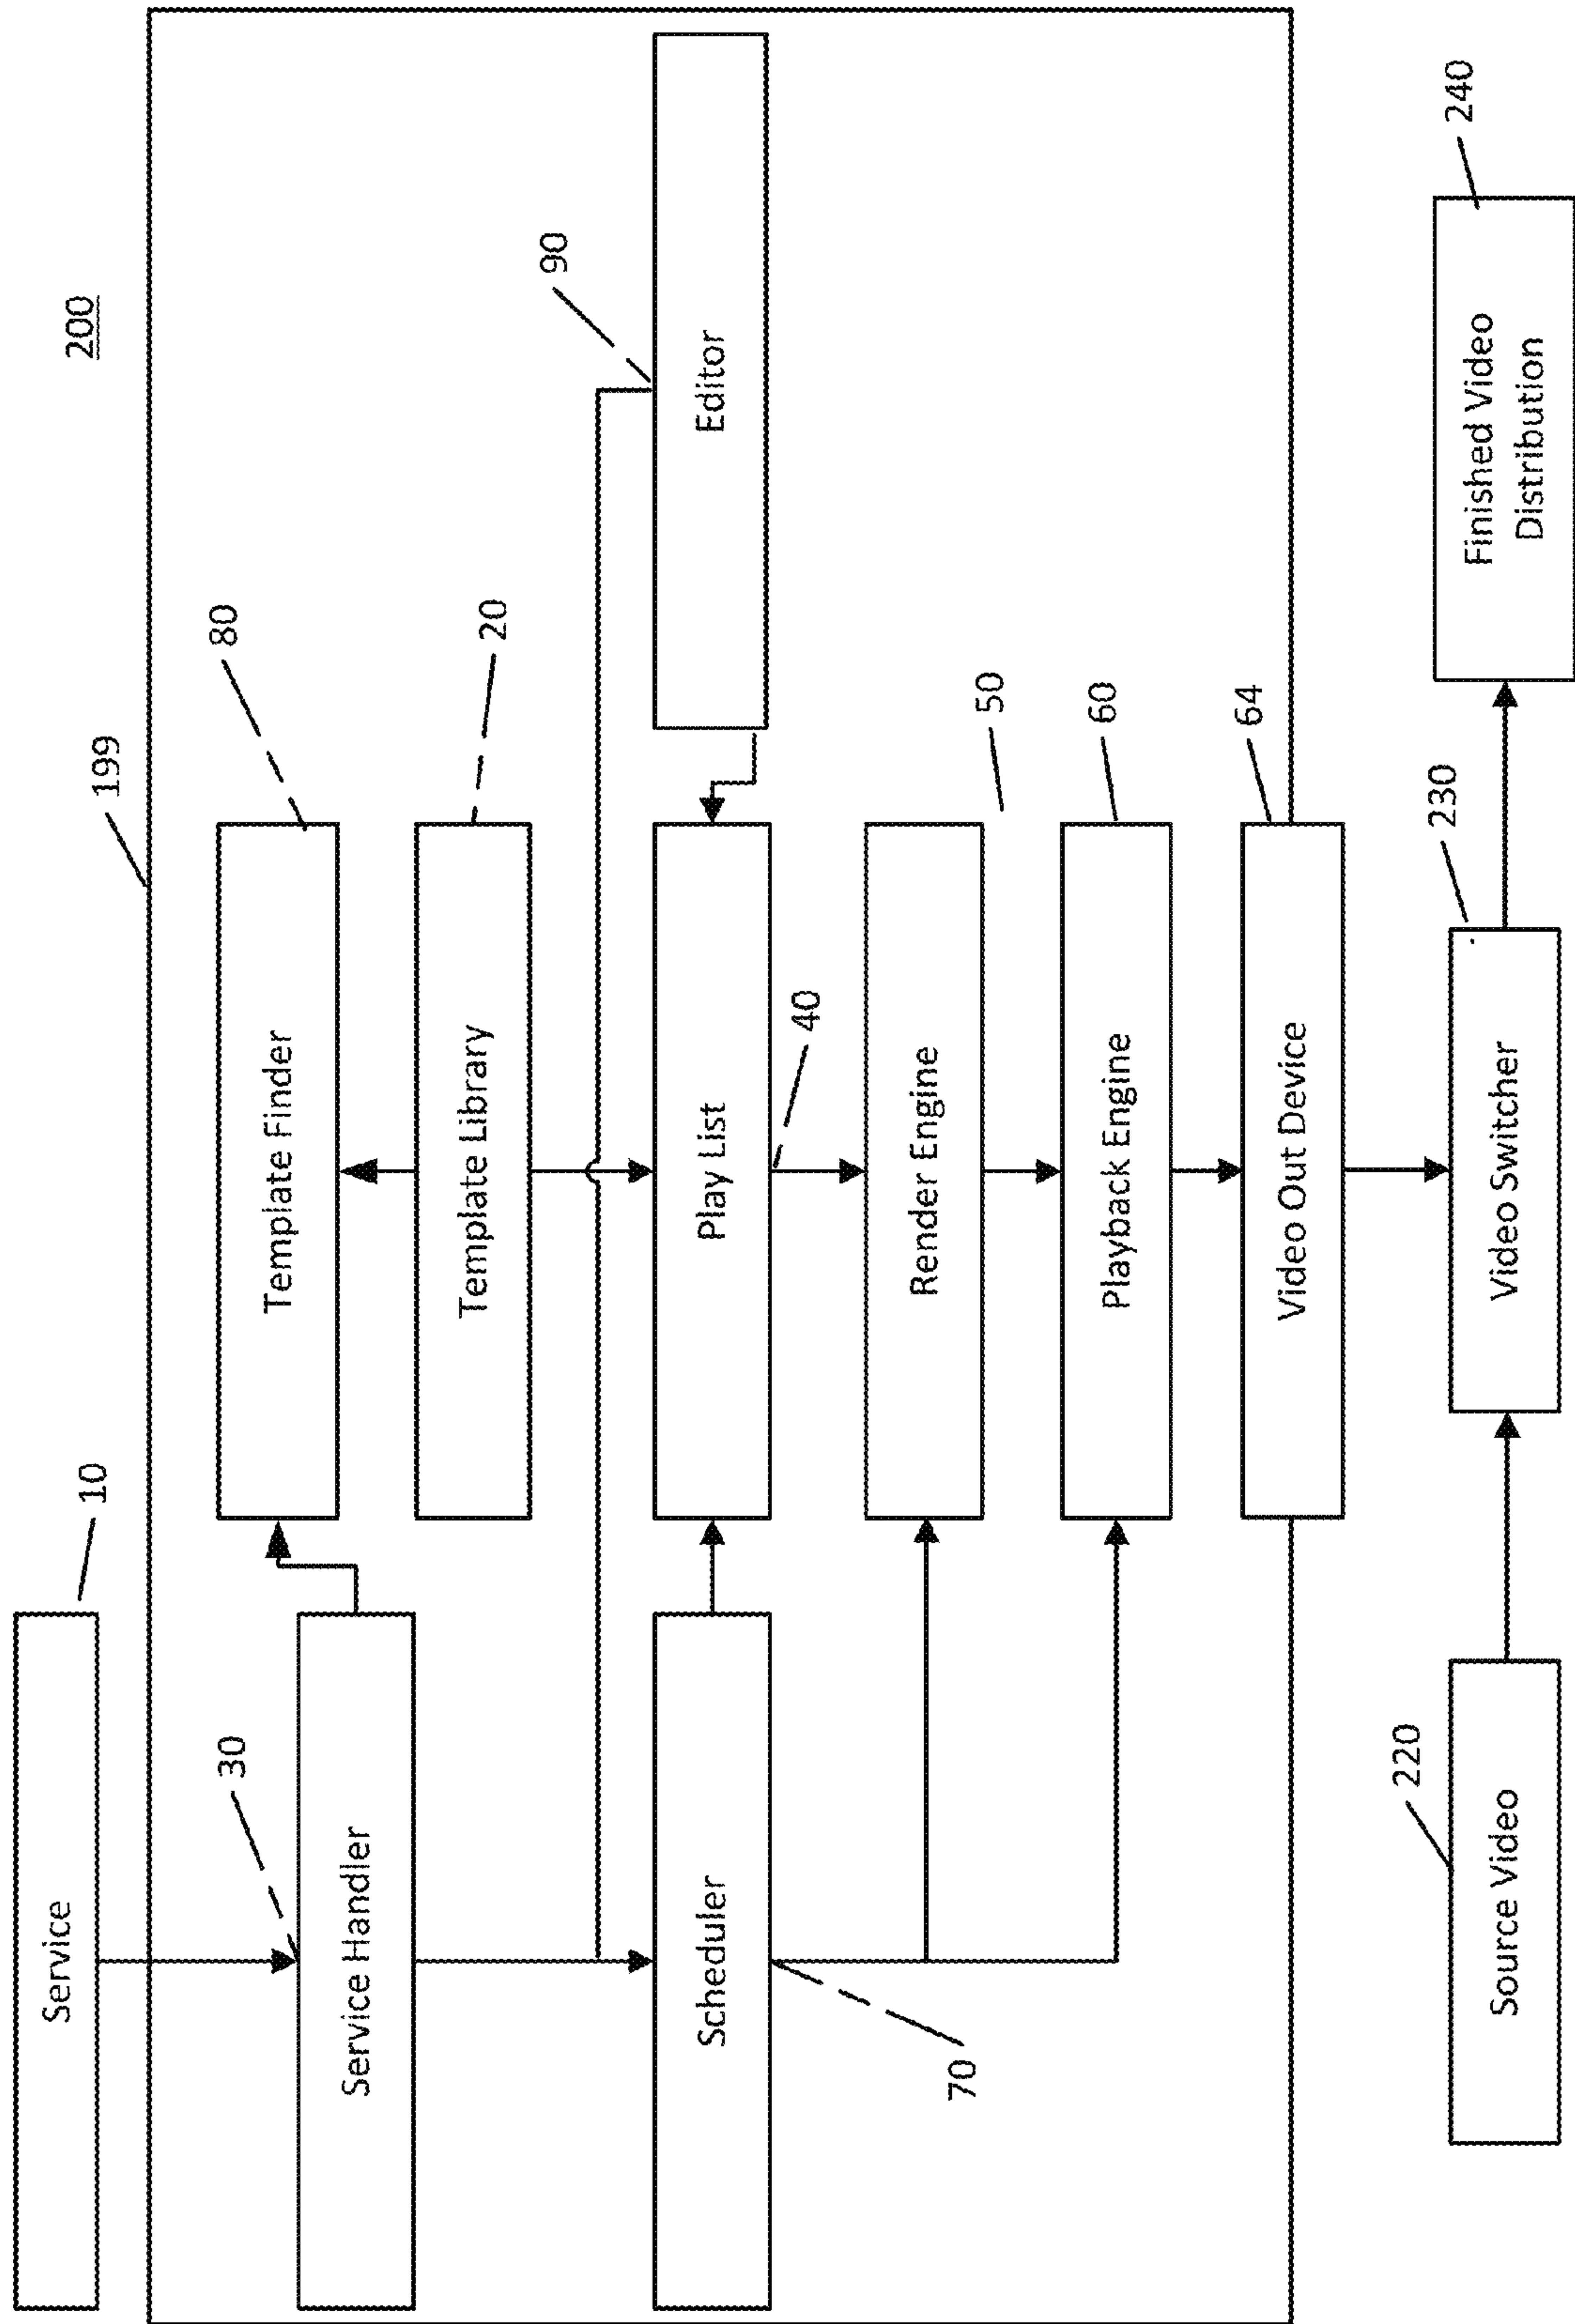 200
Service
10
199
30
Service Handler
Template Finder
80
Template Library
20
90
Scheduler
70
Play List
40
Editor
Render Engine
50
Playback Engine
60
Video Out Device
64
220
Source Video
230
Video Switcher
240
Finished Video
Distribution